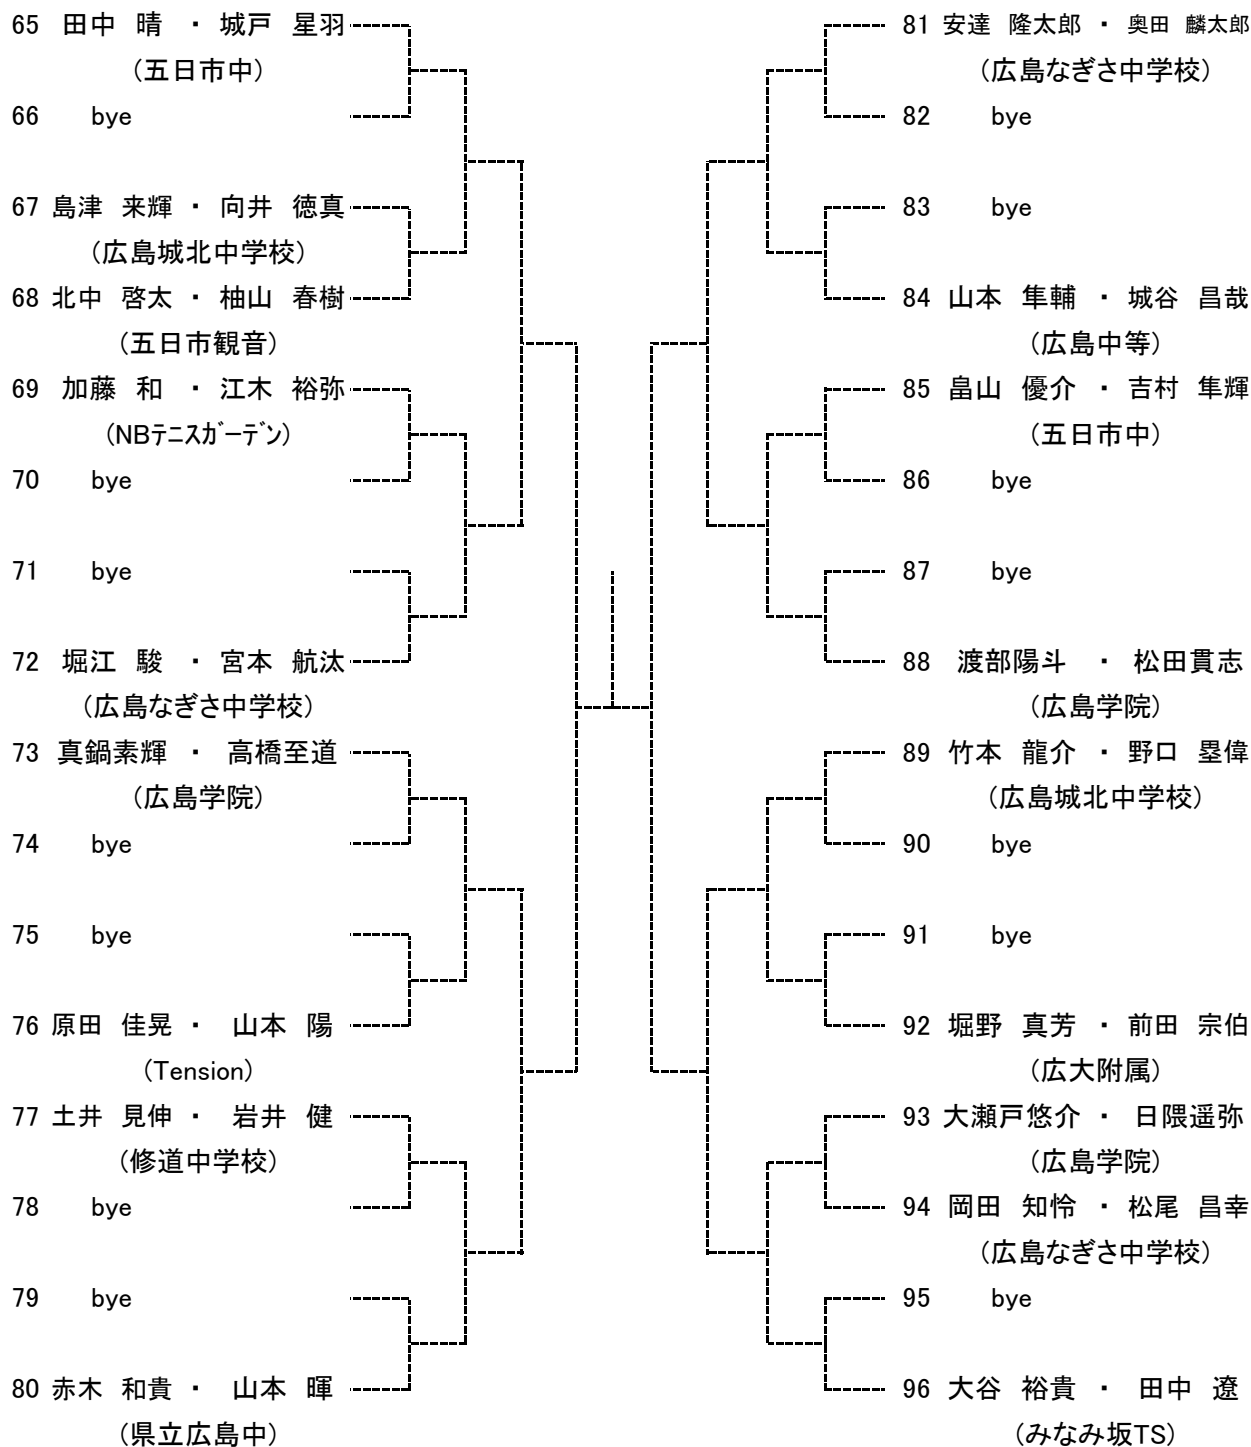 65 田中 晴 ・ 城戸 星羽
(五日市中)
66 bye
67 島津 来輝 ・ 向井 徳真
(広島城北中学校)
68 北中 啓太 ・ 柚山 春樹
(五日市観音)
69 加藤 和 ・ 江木 裕弥
(NBﾃﾆｽｶﾞｰﾃﾞﾝ)
70 bye
71 bye
72 堀江 駿 ・ 宮本 航汰
(広島なぎさ中学校)
73 真鍋素輝 ・ 高橋至道
(広島学院)
74 bye
75 bye
76 原田 佳晃 ・ 山本 陽
(Tension)
77 土井 見伸 ・ 岩井 健
(修道中学校)
78 bye
79 bye
80 赤木 和貴 ・ 山本 暉
(県立広島中)
81 安達 隆太郎 ・ 奥田 麟太郎
(広島なぎさ中学校)
82 bye
83 bye
84 山本 隼輔 ・ 城谷 昌哉
(広島中等)
85 畠山 優介 ・ 吉村 隼輝
(五日市中)
86 bye
87 bye
88 渡部陽斗 ・ 松田貫志
(広島学院)
89 竹本 龍介 ・ 野口 塁偉
(広島城北中学校)
90 bye
91 bye
92 堀野 真芳 ・ 前田 宗伯
(広大附属)
93 大瀬戸悠介 ・ 日隈遥弥
(広島学院)
94 岡田 知怜 ・ 松尾 昌幸
(広島なぎさ中学校)
95 bye
96 大谷 裕貴 ・ 田中 遼
(みなみ坂TS)